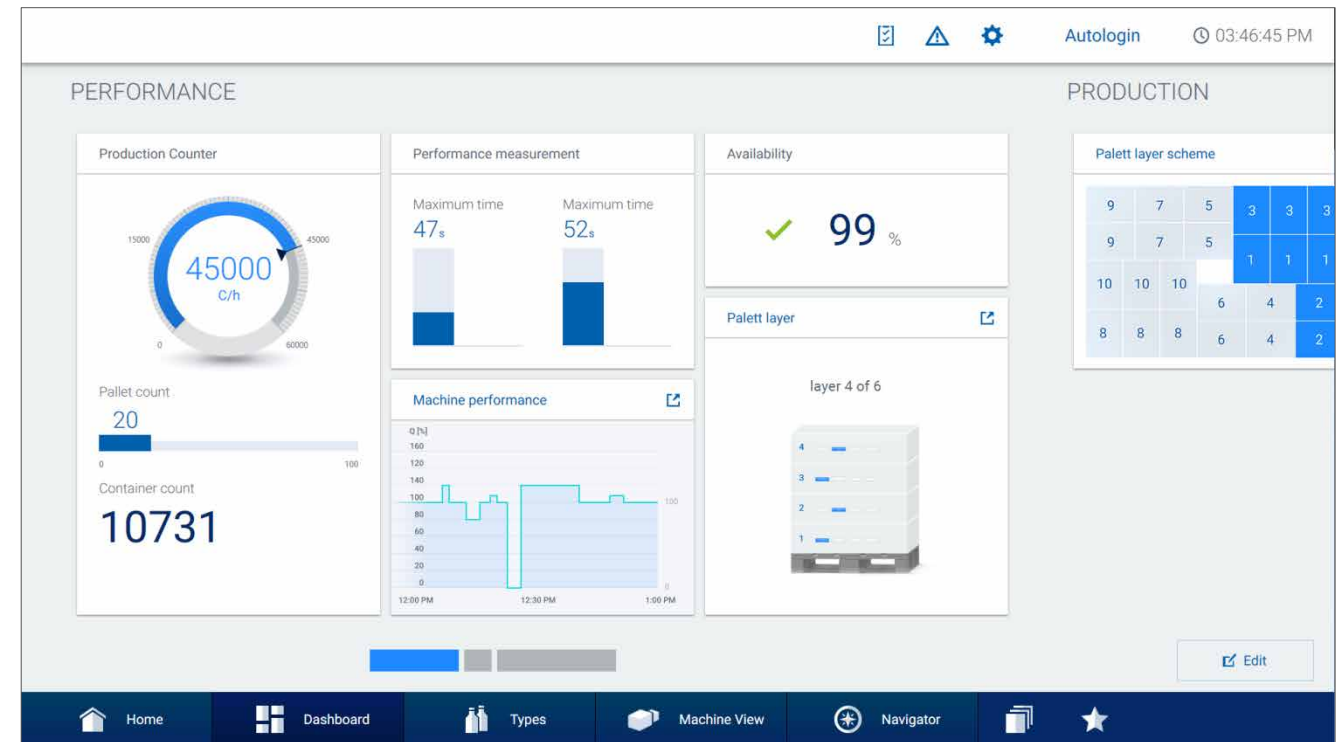 Autologin 03:46:45 PM
PERFORMANCE
PRODUCTION
Production Counter
15000
45000
45000
C/h
0
60000
Pallet count
20
0
100
Container count
10731
Performance measurement
Maximum time
47s
Maximum time
52s
Machine performance
Q [%]
160
120
140
100
80
60
40
20
0
100
0
12:00 PM 12:30 PM 1:00 PM
Availability
99 %
Palett layer
layer 4 of 6
4
3
2
1
Palett layer scheme
9 7 5 3 3 3
9 7 5 1 1 1
10 10 10 6 4 2
8 8 8 6 4 2
Edit
Home Dashboard Types Machine View Navigator